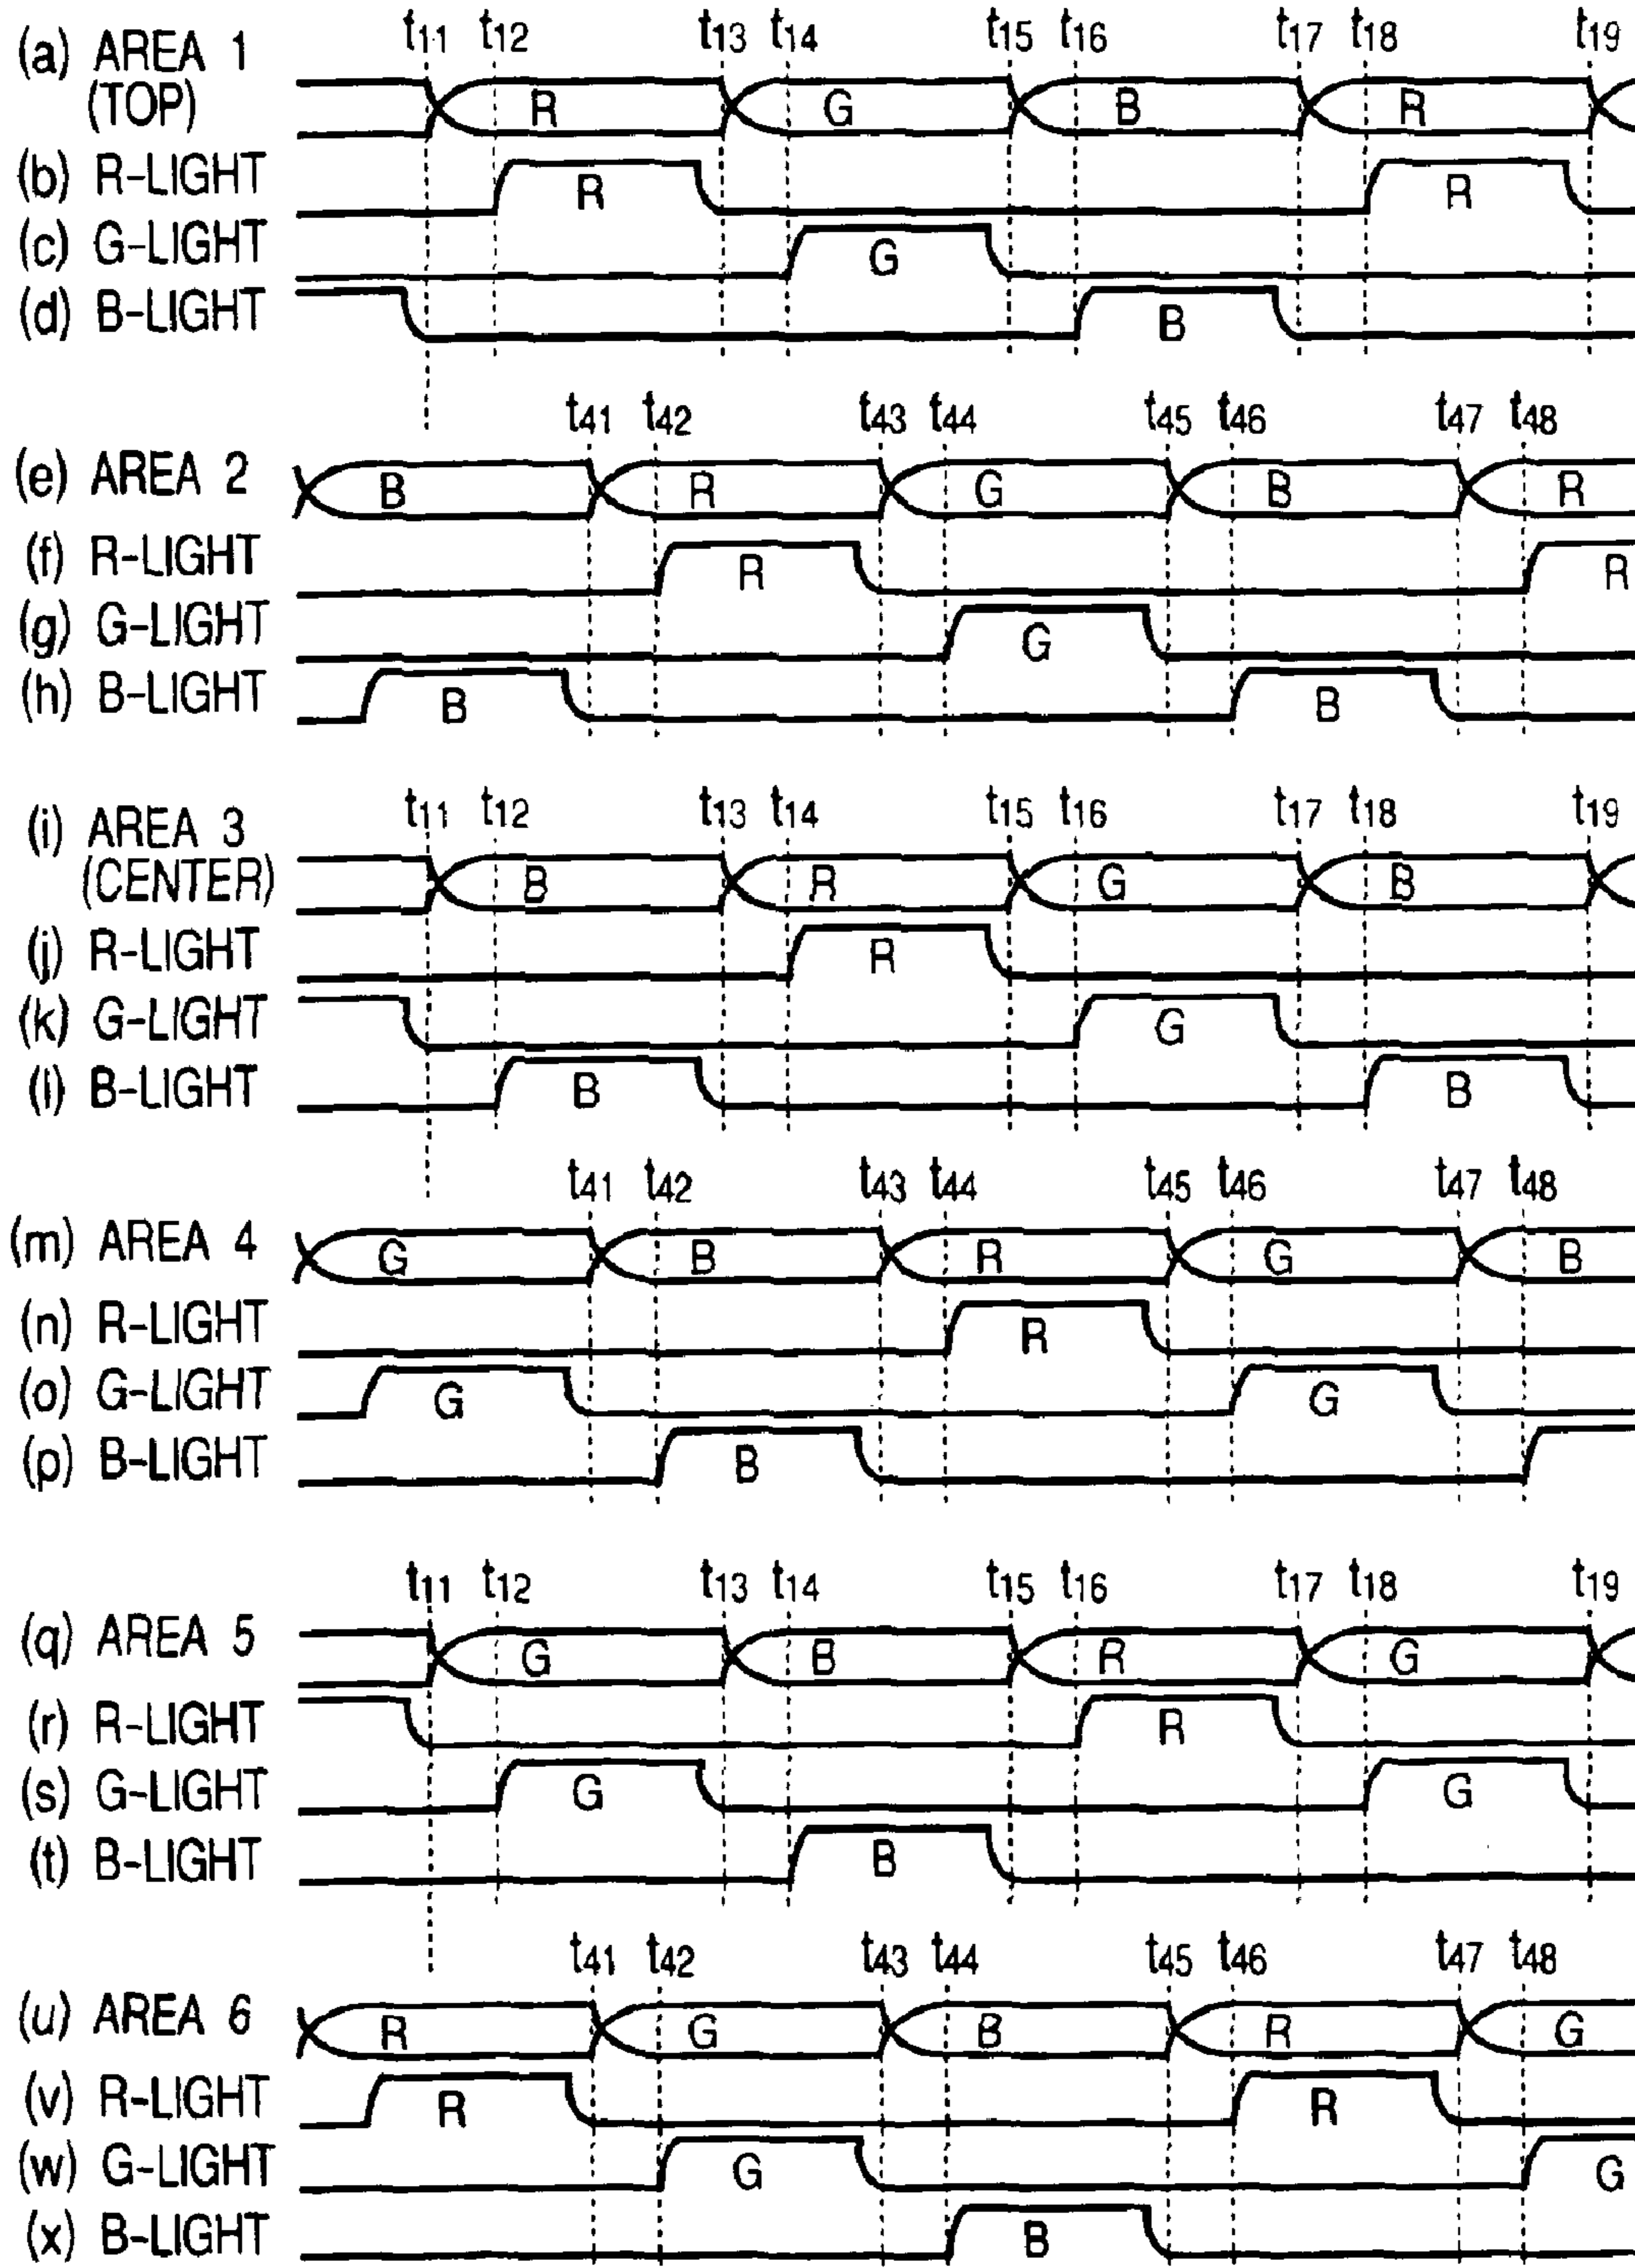 t11 t12 t13 t14 t15 t16 t17 t18 t19
(a) AREA 1
(TOP)
R G B R
(b) R-LIGHT R R
(c) G-LIGHT G
(d) B-LIGHT B
t41 t42 t43 t44 t45 t46 t47 t48
(e) AREA 2 B R G B R
(f) R-LIGHT R R
(g) G-LIGHT G
(h) B-LIGHT B B
t11 t12 t13 t14 t15 t16 t17 t18 t19
(i) AREA 3
(CENTER)
B R G B
(j) R-LIGHT R
(k) G-LIGHT G
(l) B-LIGHT B B
t41 t42 t43 t44 t45 t46 t47 t48
(m) AREA 4 G B R G B
(n) R-LIGHT R
(o) G-LIGHT G G
(p) B-LIGHT B
t11 t12 t13 t14 t15 t16 t17 t18 t19
(q) AREA 5 G B R G
(r) R-LIGHT R
(s) G-LIGHT G G
(t) B-LIGHT B
t41 t42 t43 t44 t45 t46 t47 t48
(u) AREA 6 R G B R G
(v) R-LIGHT R R
(w) G-LIGHT G G
(x) B-LIGHT B